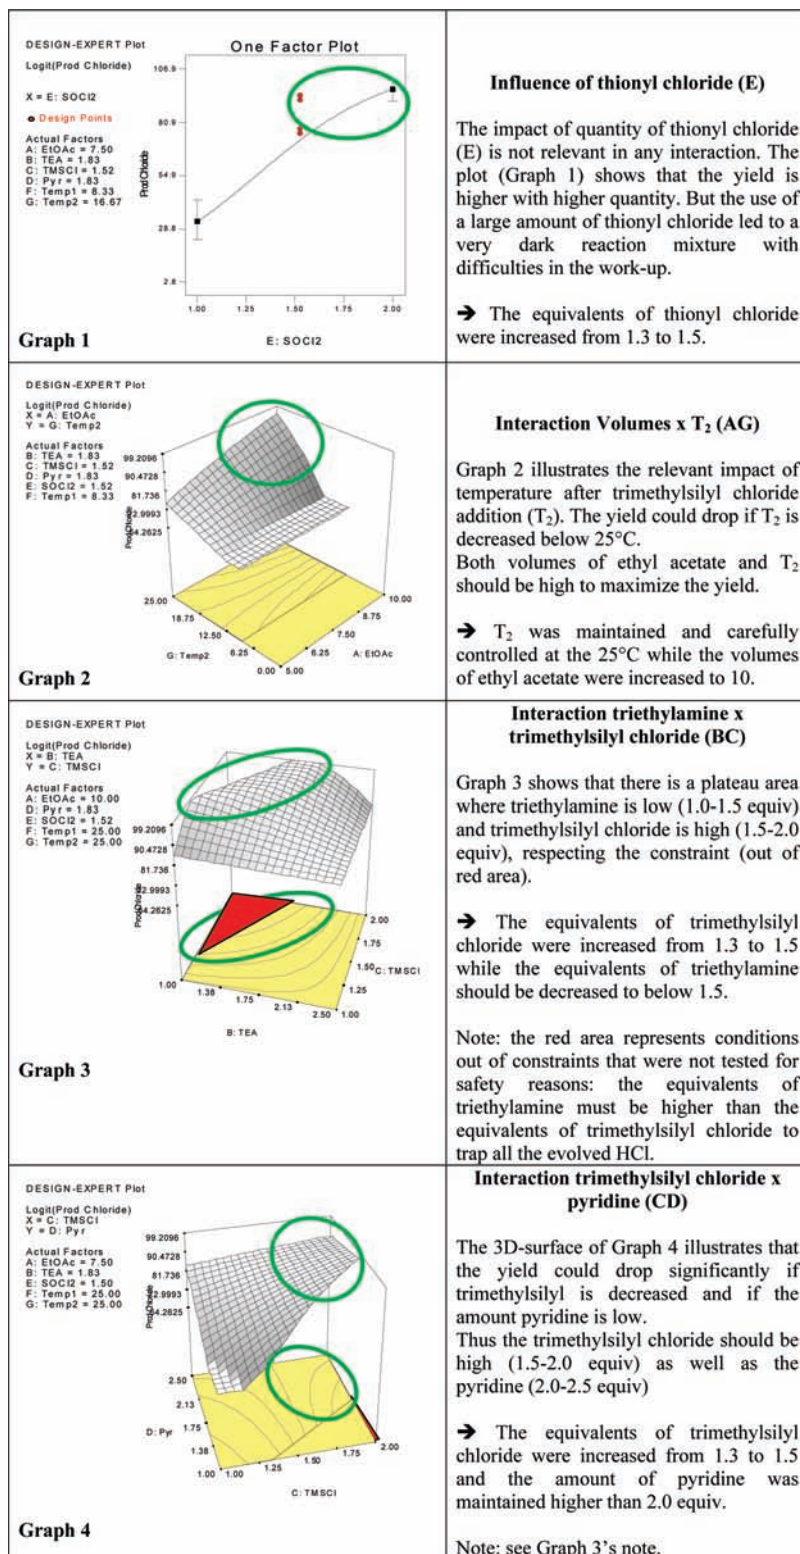 DESIGN-EXPERT Plot
Logit(Prod Chloride)
X = E: SOCl2
Design Points
Actual Factors
A: EtOAc = 7.50
B: TEA = 1.83
C: TMSCl = 1.52
D: Pyr = 1.83
F: Temp1 = 8.33
G: Temp2 = 16.67
One Factor Plot
Prod Chloride
106.9
80.9
54.9
28.8
2.8
1.00 1.25 1.50 1.75 2.00
E: SOCl2
Graph 1
Influence of thionyl chloride (E)
The impact of quantity of thionyl chloride
(E) is not relevant in any interaction. The
plot (Graph 1) shows that the yield is
higher with higher quantity. But the use of
a large amount of thionyl chloride led to a
very dark reaction mixture with
difficulties in the work-up.
➔ The equivalents of thionyl chloride
were increased from 1.3 to 1.5.
DESIGN-EXPERT Plot
Logit(Prod Chloride)
X = A: EtOAc
Y = G: Temp2
Actual Factors
B: TEA = 1.83
C: TMSCl = 1.52
D: Pyr = 1.83
E: SOCl2 = 1.52
F: Temp1 = 8.33
99.2096
90.4728
81.736
72.9993
64.2625
Prod Chloride
25.00
18.75
12.50
6.25
0.00
G: Temp2
5.00
6.25
7.50
8.75
10.00
A: EtOAc
Graph 2
Interaction Volumes x T₂ (AG)
Graph 2 illustrates the relevant impact of
temperature after trimethylsilyl chloride
addition (T₂). The yield could drop if T₂ is
decreased below 25°C.
Both volumes of ethyl acetate and T₂
should be high to maximize the yield.
➔ T₂ was maintained and carefully
controlled at the 25°C while the volumes
of ethyl acetate were increased to 10.
DESIGN-EXPERT Plot
Logit(Prod Chloride)
X = B: TEA
Y = C: TMSCl
Actual Factors
A: EtOAc = 10.00
D: Pyr = 1.83
E: SOCl2 = 1.52
F: Temp1 = 25.00
G: Temp2 = 25.00
99.2096
90.4728
81.736
72.9993
64.2625
Prod Chloride
1.00
1.38
1.75
2.13
2.50
B: TEA
1.00
1.25
1.50
1.75
2.00
C: TMSCl
Graph 3
Interaction triethylamine x
trimethylsilyl chloride (BC)
Graph 3 shows that there is a plateau area
where triethylamine is low (1.0-1.5 equiv)
and trimethylsilyl chloride is high (1.5-2.0
equiv), respecting the constraint (out of
red area).
➔ The equivalents of trimethylsilyl
chloride were increased from 1.3 to 1.5
while the equivalents of triethylamine
should be decreased to below 1.5.
Note: the red area represents conditions
out of constraints that were not tested for
safety reasons: the equivalents of
triethylamine must be higher than the
equivalents of trimethylsilyl chloride to
trap all the evolved HCl.
DESIGN-EXPERT Plot
Logit(Prod Chloride)
X = C: TMSCl
Y = D: Pyr
Actual Factors
A: EtOAc = 7.50
B: TEA = 1.83
E: SOCl2 = 1.50
F: Temp1 = 25.00
G: Temp2 = 25.00
99.2096
90.4728
81.736
72.9993
64.2625
Prod Chloride
2.50
2.13
1.75
1.38
1.00
D: Pyr
1.00
1.25
1.50
1.75
2.00
C: TMSCl
Graph 4
Interaction trimethylsilyl chloride x
pyridine (CD)
The 3D-surface of Graph 4 illustrates that
the yield could drop significantly if
trimethylsilyl is decreased and if the
amount pyridine is low.
Thus the trimethylsilyl chloride should be
high (1.5-2.0 equiv) as well as the
pyridine (2.0-2.5 equiv)
➔ The equivalents of trimethylsilyl
chloride were increased from 1.3 to 1.5
and the amount of pyridine was
maintained higher than 2.0 equiv.
Note: see Graph 3's note.